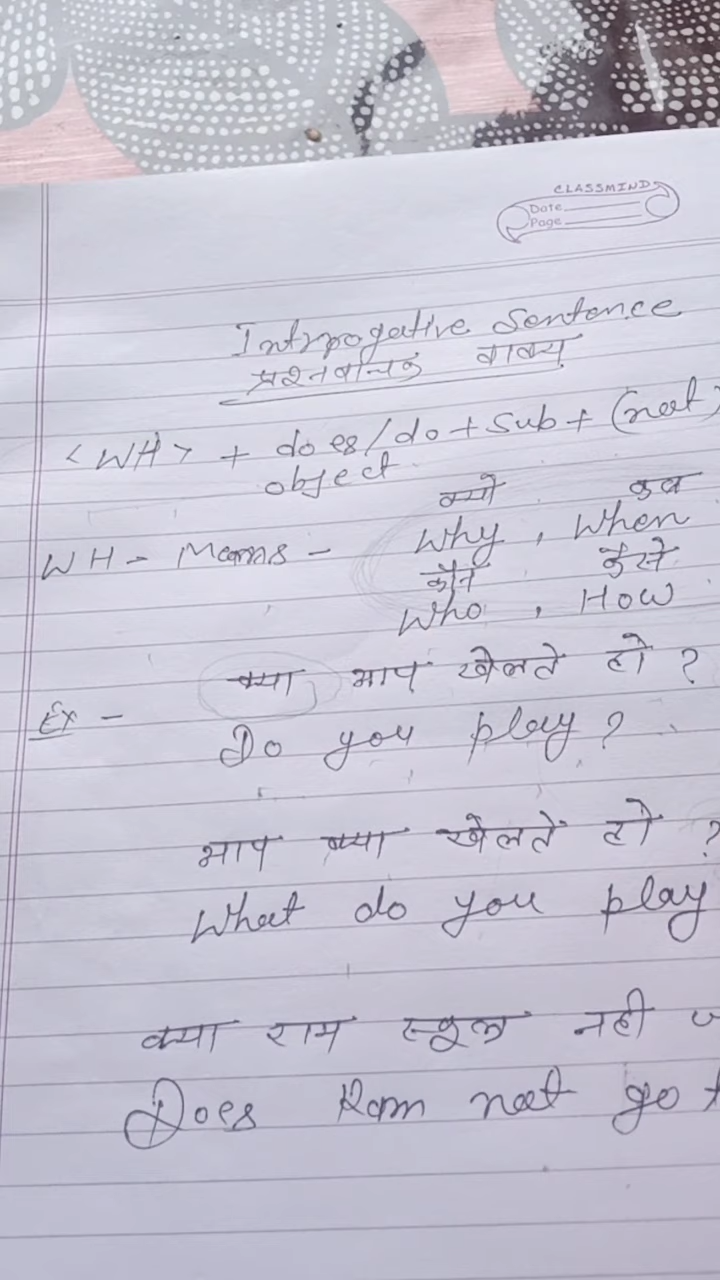 CLASSMIND
Date
Page
Intrrogative Sentence
प्रश्नवाचक वाक्य
<WH> + does/do + Sub + (not)
object
क्यों कब
WH - Means - Why, When
कौन कैसे
Who, How
क्या आप खेलते हो ?
Ex - Do you play ?
आप क्या खेलते हो ?
What do you play
क्या राम स्कूल नही
Does Ram not go